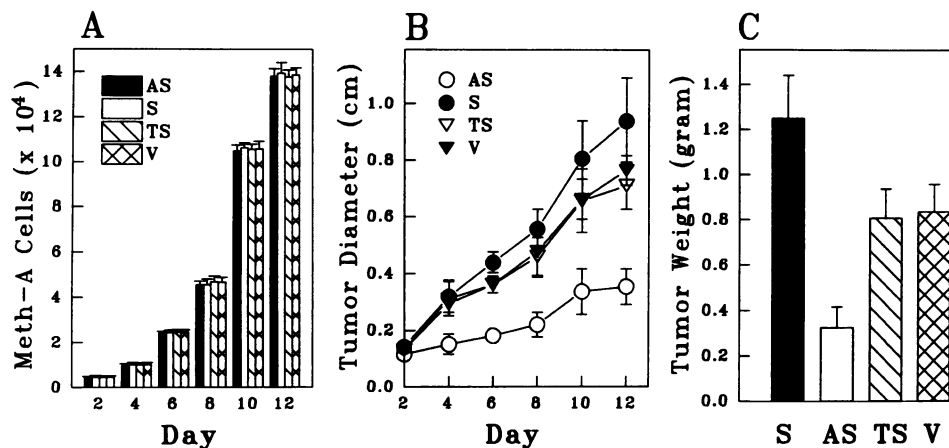 A
Meth-A Cells (x 10⁴)
14
12
10
8
6
4
2
0
AS
S
TS
V
2 4 6 8 10 12
Day
B
Tumor Diameter (cm)
1.0
0.8
0.6
0.4
0.2
0.0
AS
S
TS
V
2 4 6 8 10 12
Day
C
Tumor Weight (gram)
1.4
1.2
1.0
0.8
0.6
0.4
0.2
0.0
S AS TS V